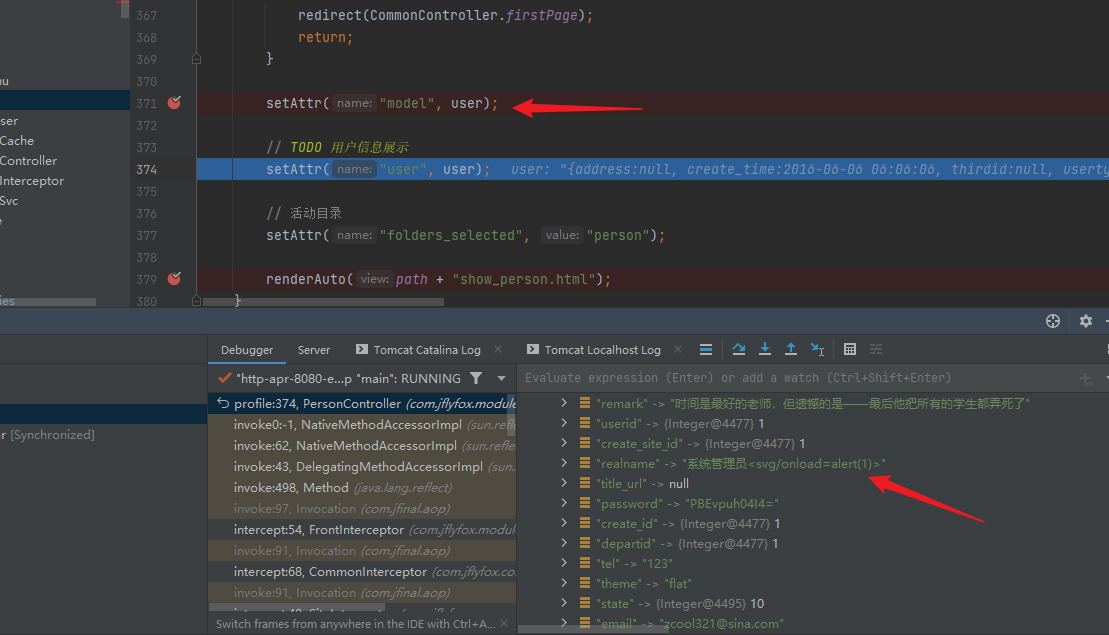 367 redirect(CommonController.firstPage);
368 return;
369 }
nu 370
371 setAttr( name: "model", user);
ser 372
Cache 373 // TODO 用户信息展示
Controller 374 setAttr( name: "user", user); user: "{address:null, create_time:2016-06-06 06:06:06, thirdid:null, userty
Interceptor 375
Svc 376 // 活动目录
e 377 setAttr( name: "folders_selected", value: "person");
378
379 renderAuto( view: path + "show_person.html");
ies 380 }
Debugger Server Tomcat Catalina Log × Tomcat Localhost Log ×
"http-apr-8080-e...p "main": RUNNING
Evaluate expression (Enter) or add a watch (Ctrl+Shift+Enter)
r [Synchronized]
profile:374, PersonController (com.jflyfox.module
invoke0:-1, NativeMethodAccessorImpl (sun.refle
invoke:62, NativeMethodAccessorImpl (sun.refle
invoke:43, DelegatingMethodAccessorImpl (sun.
invoke:498, Method (java.lang.reflect)
invoke:97, Invocation (com.jfinal.aop)
intercept:54, FrontInterceptor (com.jflyfox.modul
invoke:91, Invocation (com.jfinal.aop)
intercept:68, CommonInterceptor (com.jflyfox.co
invoke:91, Invocation (com.jfinal.aop)
Switch frames from anywhere in the IDE with Ctrl+A... ×
"remark" -> "时间是最好的老师，但遗憾的是——最后他把所有的学生都弄死了"
"userid" -> {Integer@4477} 1
"create_site_id" -> {Integer@4477} 1
"realname" -> "系统管理员<svg/onload=alert(1)>"
"title_url" -> null
"password" -> "PBEvpuh04I4="
"create_id" -> {Integer@4477} 1
"departid" -> {Integer@4477} 1
"tel" -> "123"
"theme" -> "flat"
"state" -> {Integer@4495} 10
"email" -> "zcool321@sina.com"